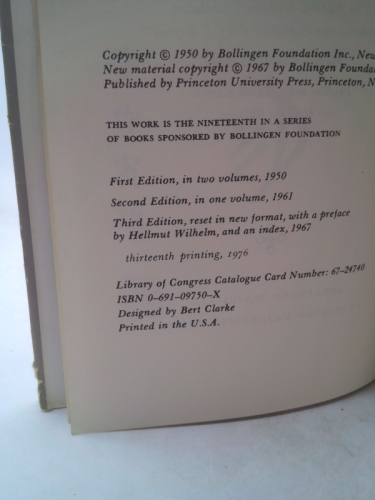 Copyright © 1950 by Bollingen Foundation Inc., New
New material copyright © 1967 by Bollingen Founda
Published by Princeton University Press, Princeton, N
THIS WORK IS THE NINETEENTH IN A SERIES
OF BOOKS SPONSORED BY BOLLINGEN FOUNDATION
First Edition, in two volumes, 1950
Second Edition, in one volume, 1961
Third Edition, reset in new format, with a preface
by Hellmut Wilhelm, and an index, 1967
thirteenth printing, 1976
Library of Congress Catalogue Card Number: 67-24740
ISBN 0-691-09750-X
Designed by Bert Clarke
Printed in the U.S.A.